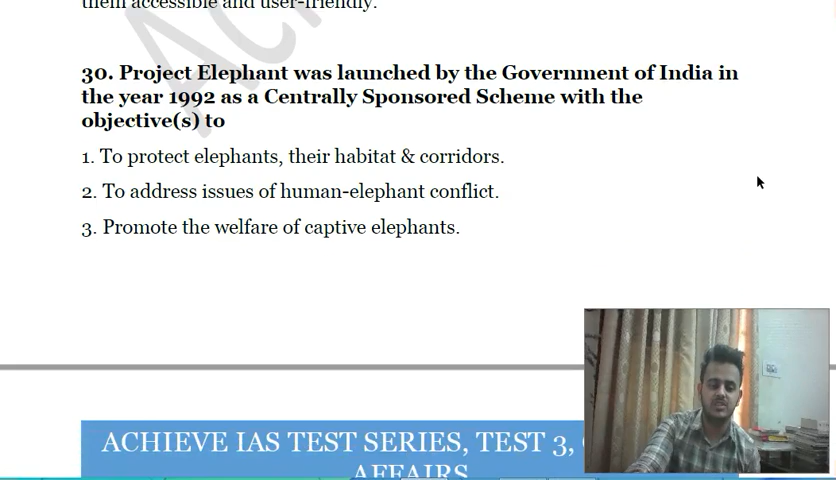 them accessible and user-friendly.
30. Project Elephant was launched by the Government of India in
the year 1992 as a Centrally Sponsored Scheme with the
objective(s) to
1. To protect elephants, their habitat & corridors.
2. To address issues of human-elephant conflict.
3. Promote the welfare of captive elephants.
ACHIEVE IAS TEST SERIES, TEST 3,
AFFAIRS